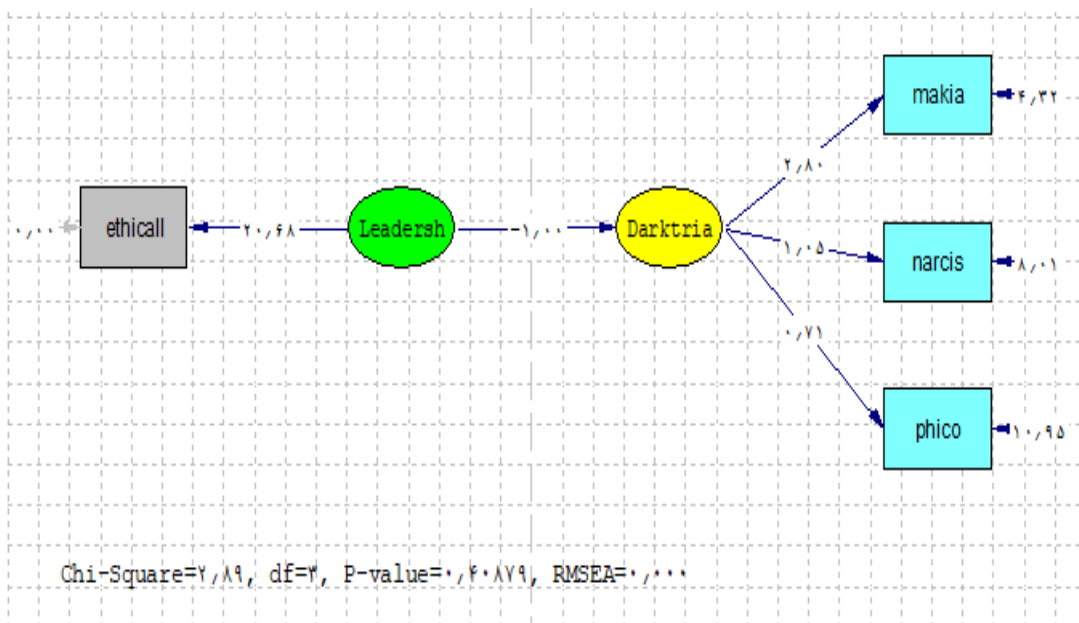 makia
۴٫۳۲
۲٫۸۰
۰٫۰۰
ethicall
۲۰٫۶۸
Leadersh
-۱٫۰۰
Darktria
۱٫۰۵
narcis
۸٫۰۱
۰٫۷۱
phico
۱۰٫۹۵
Chi-Square=۲٫۸۹, df=۳, P-value=۰٫۴۰۸۷۹, RMSEA=۰٫۰۰۰